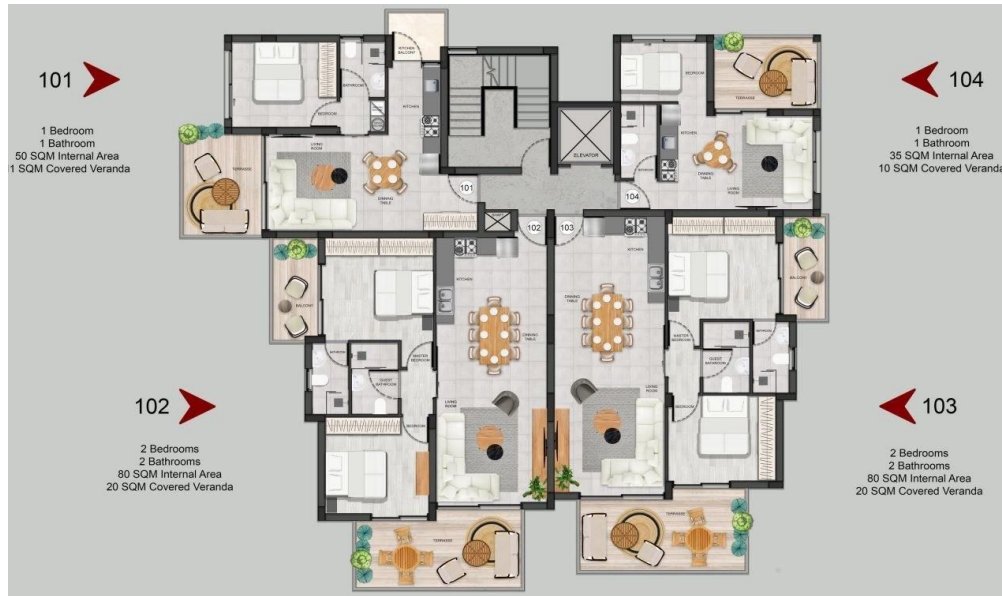 101
1 Bedroom
1 Bathroom
50 SQM Internal Area
1 SQM Covered Veranda
104
1 Bedroom
1 Bathroom
35 SQM Internal Area
10 SQM Covered Veranda
102
2 Bedrooms
2 Bathrooms
80 SQM Internal Area
20 SQM Covered Veranda
103
2 Bedrooms
2 Bathrooms
80 SQM Internal Area
20 SQM Covered Veranda
KITCHEN
BALCONY
BATHROOM
BEDROOM
KITCHEN
LIVING
ROOM
DINING
TABLE
TERRASSE
101
ELEVATOR
BEDROOM
TERRASSE
KITCHEN
DINING
TABLE
LIVING
ROOM
104
102
103
KITCHEN
BALCONY
DINING
TABLE
MASTER
BEDROOM
GUEST
BATHROOM
LIVING
ROOM
BEDROOM
TERRASSE
KITCHEN
BALCONY
DINING
TABLE
MASTER
BEDROOM
GUEST
BATHROOM
LIVING
ROOM
BEDROOM
TERRASSE